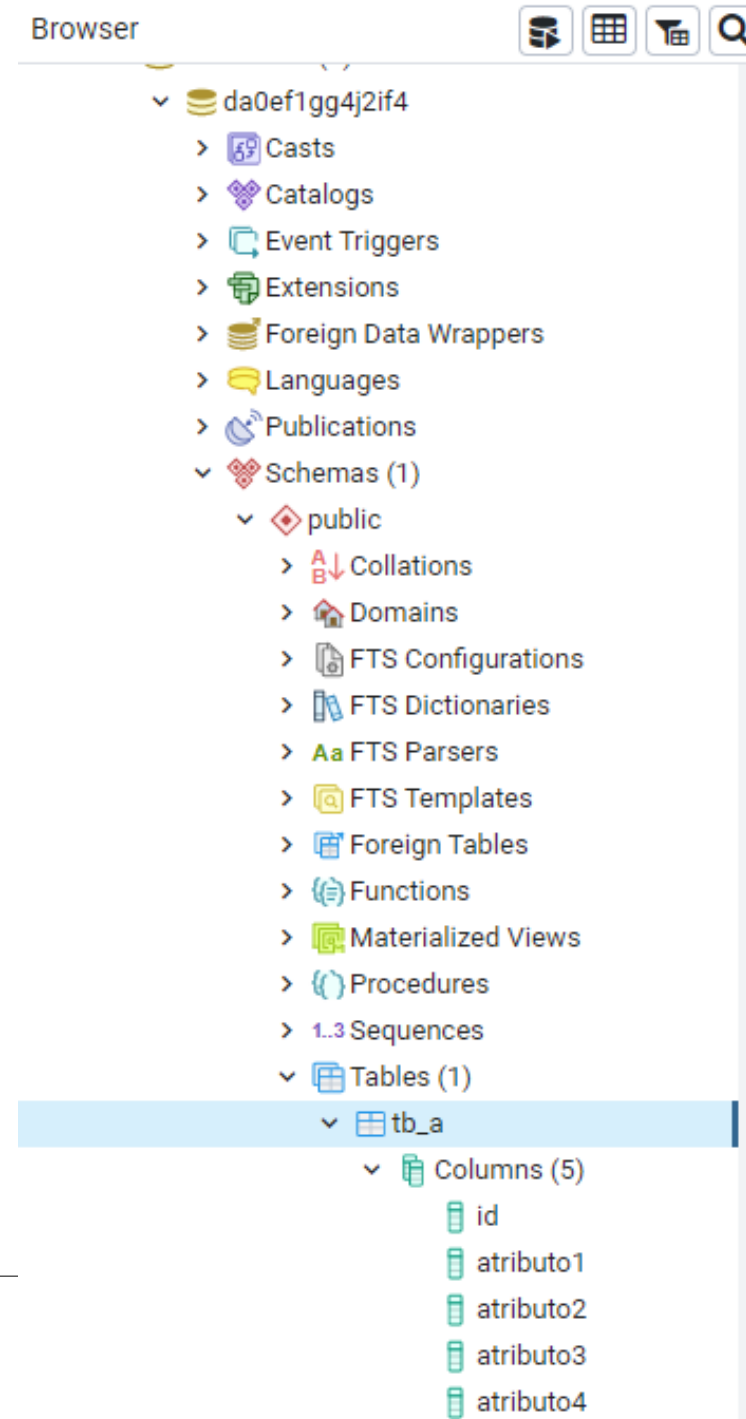 Browser
da0ef1gg4j2if4
Casts
Catalogs
Event Triggers
Extensions
Foreign Data Wrappers
Languages
Publications
Schemas (1)
public
Collations
Domains
FTS Configurations
FTS Dictionaries
Aa FTS Parsers
FTS Templates
Foreign Tables
Functions
Materialized Views
Procedures
1..3 Sequences
Tables (1)
tb_a
Columns (5)
id
atributo1
atributo2
atributo3
atributo4